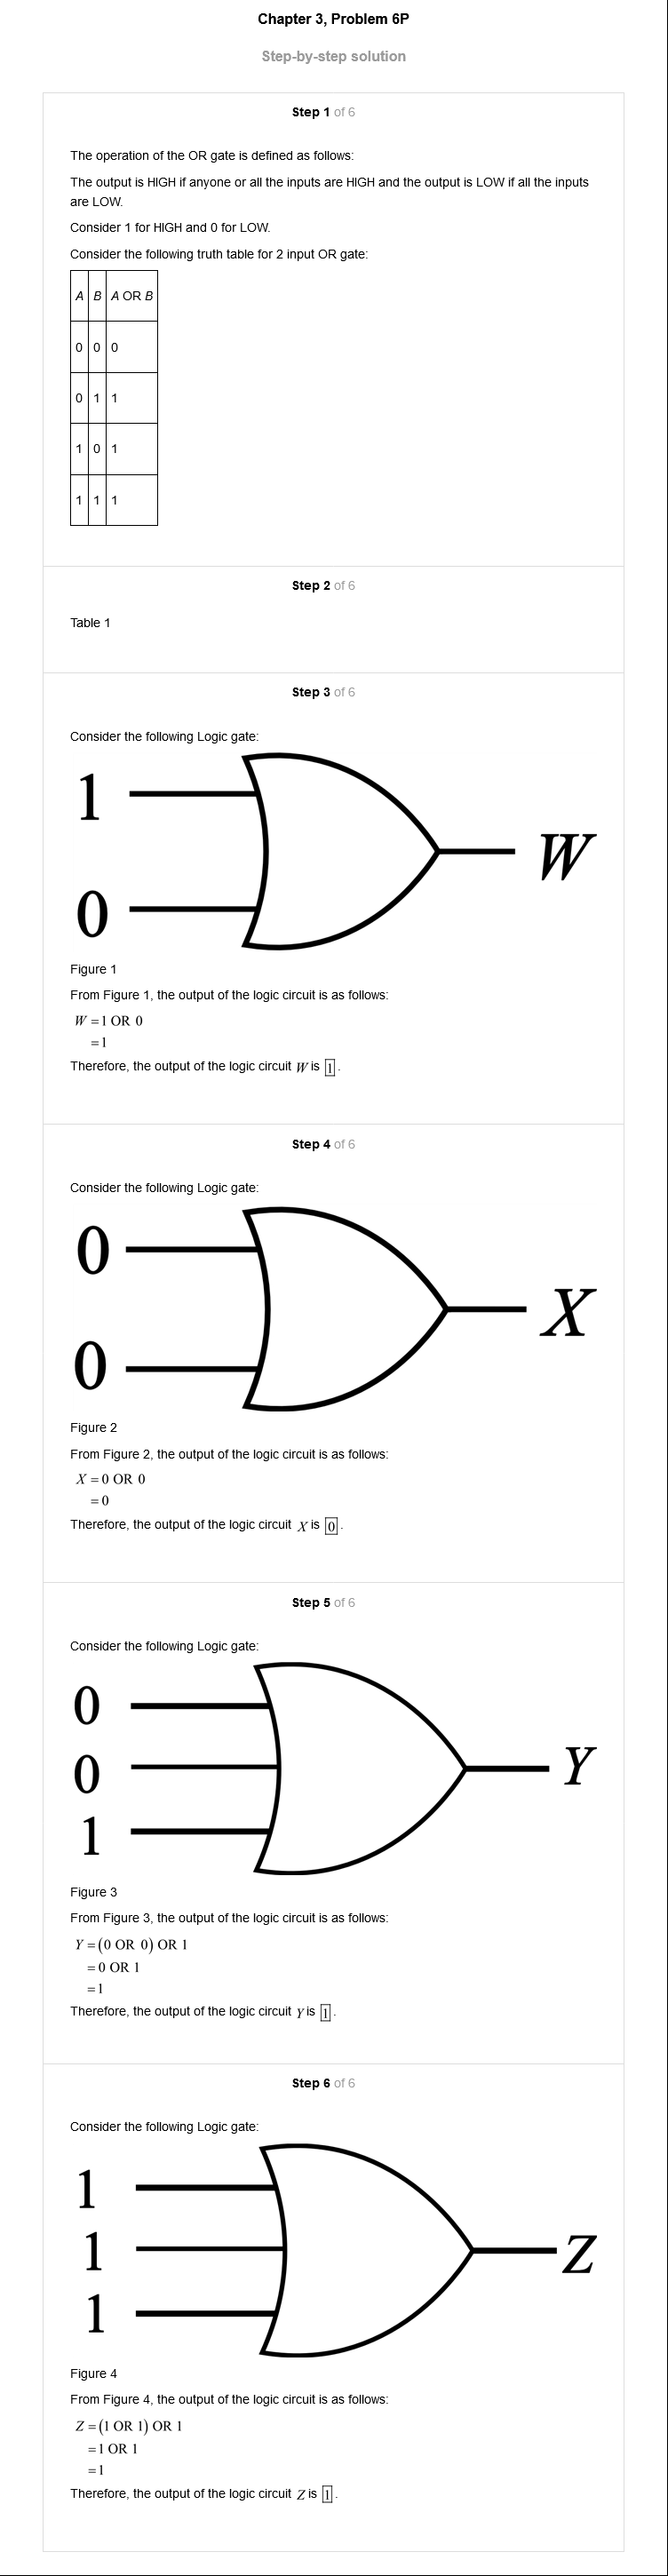 Chapter 3, Problem 6P
Step-by-step solution
Step 1 of 6
The operation of the OR gate is defined as follows:
The output is HIGH if anyone or all the inputs are HIGH and the output is LOW if all the inputs
are LOW.
Consider 1 for HIGH and 0 for LOW.
Consider the following truth table for 2 input OR gate:
A B A OR B
0 0 0
0 1 1
1 0 1
1 1 1
Step 2 of 6
Table 1
Step 3 of 6
Consider the following Logic gate:
1
W
0
Figure 1
From Figure 1, the output of the logic circuit is as follows:
W = 1 OR 0
= 1
Therefore, the output of the logic circuit W is 1.
Step 4 of 6
Consider the following Logic gate:
0
X
0
Figure 2
From Figure 2, the output of the logic circuit is as follows:
X = 0 OR 0
= 0
Therefore, the output of the logic circuit X is 0.
Step 5 of 6
Consider the following Logic gate:
0
0 Y
1
Figure 3
From Figure 3, the output of the logic circuit is as follows:
Y = (0 OR 0) OR 1
= 0 OR 1
= 1
Therefore, the output of the logic circuit Y is 1.
Step 6 of 6
Consider the following Logic gate:
1
1 Z
1
Figure 4
From Figure 4, the output of the logic circuit is as follows:
Z = (1 OR 1) OR 1
= 1 OR 1
= 1
Therefore, the output of the logic circuit Z is 1.